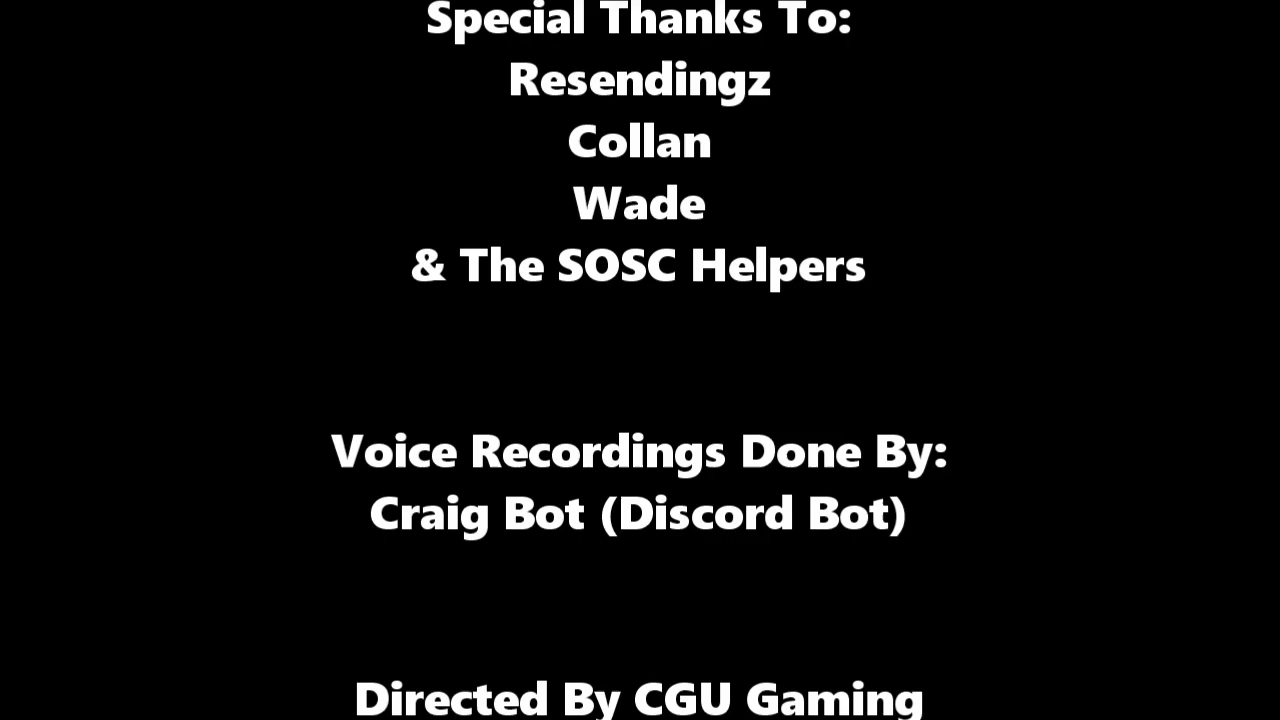 Special Thanks To:
Resendingz
Collan
Wade
& The SOSC Helpers
Voice Recordings Done By:
Craig Bot (Discord Bot)
Directed By CGU Gaming